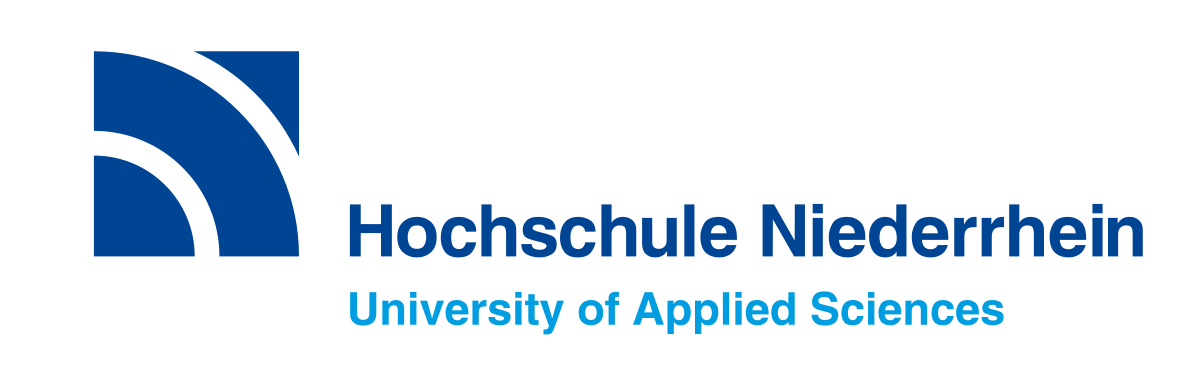 Hochschule Niederrhein
University of Applied Sciences